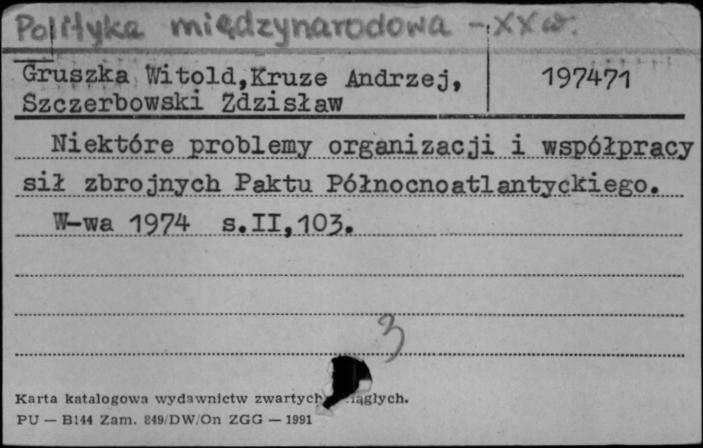 Polityka międzynarodowa - XX w.
Gruszka Witold, Kruze Andrzej, 197471
Szczerbowski Zdzisław
Niektóre problemy organizacji i współpracy
sił zbrojnych Paktu Północnoatlantyckiego.
W-wa 1974 s.II,103.
3
Karta katalogowa wydawnictw zwartych
PU — B144 Zam. 849/DW/On ZGG — 1991